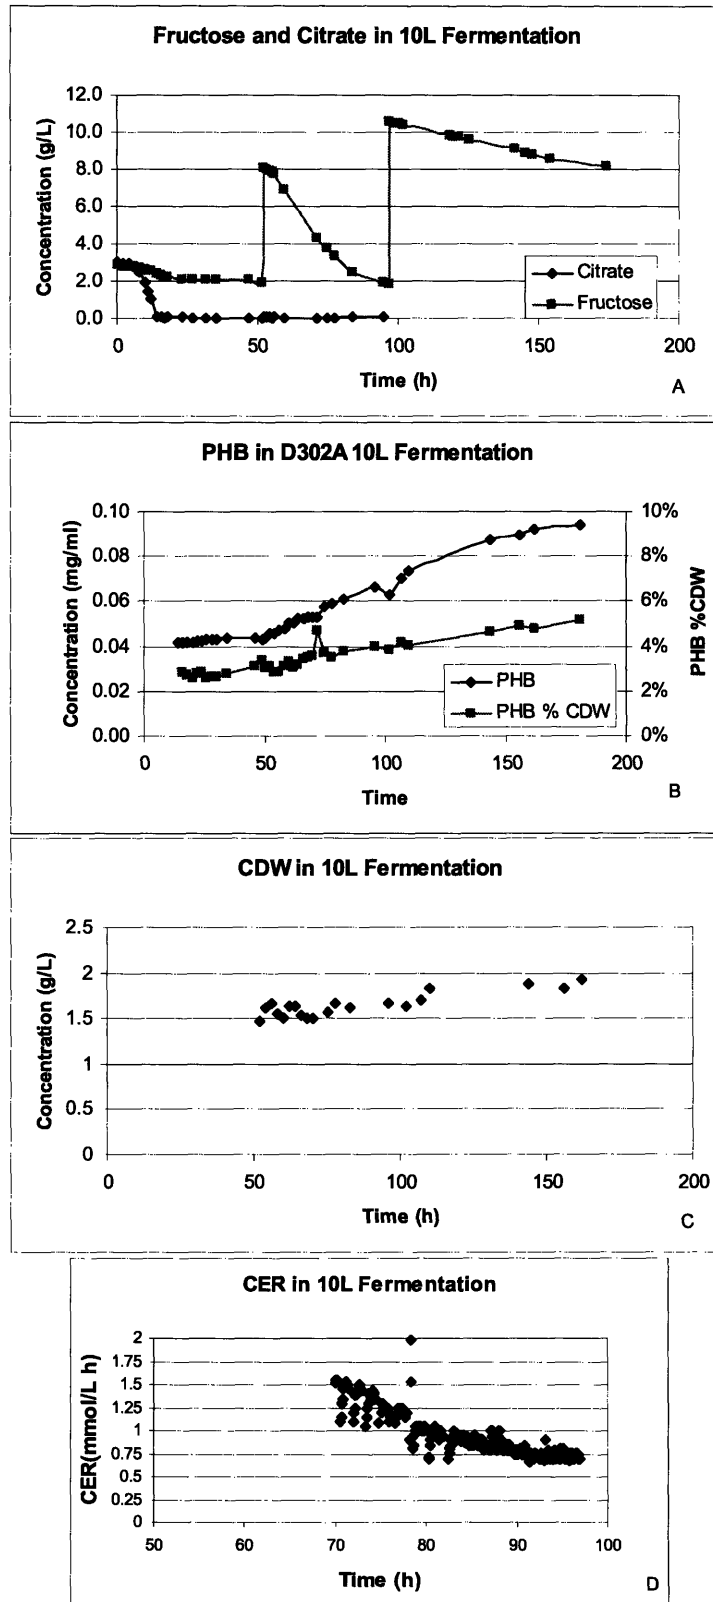 Fructose and Citrate in 10L Fermentation
Concentration (g/L)
12.0
10.0
8.0
6.0
4.0
2.0
0.0
Citrate
Fructose
0 50 100 150 200
Time (h)
A
PHB in D302A 10L Fermentation
Concentration (mg/ml)
0.10
0.08
0.06
0.04
0.02
0.00
10%
8%
6%
4%
2%
0%
PHB %CDW
PHB
PHB % CDW
0 50 100 150 200
Time
B
CDW in 10L Fermentation
Concentration (g/L)
2.5
2
1.5
1
0.5
0
0 50 100 150 200
Time (h)
C
CER in 10L Fermentation
CER(mmol/L h)
2
1.75
1.5
1.25
1
0.75
0.5
0.25
0
50 60 70 80 90 100
Time (h)
D